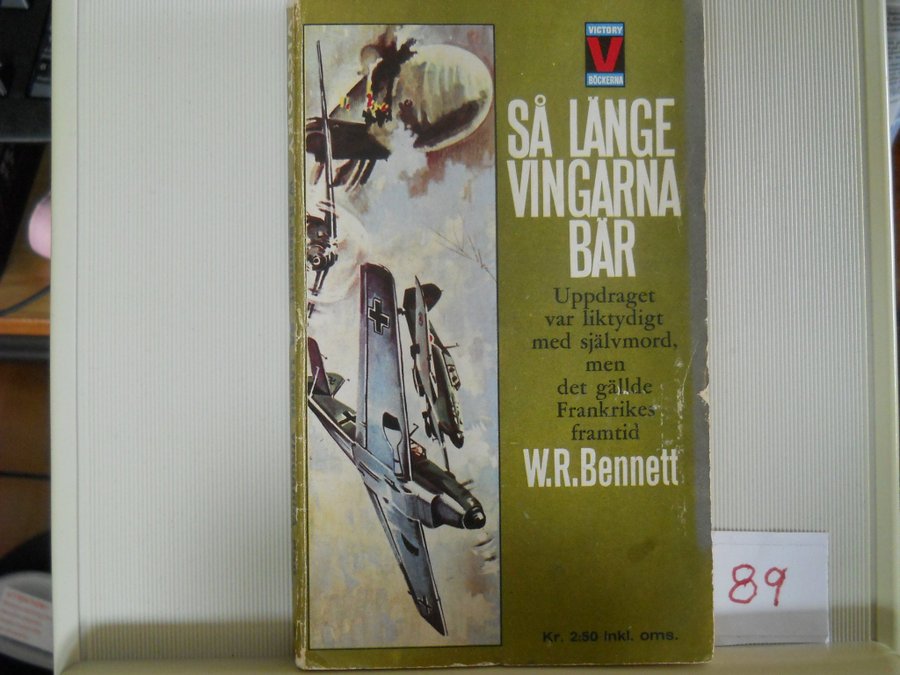 VICTORY
V
BÖCKERNA
SÅ LÄNGE
VINGARNA
BÄR
Uppdraget
var liktydigt
med självmord,
men
det gällde
Frankrikes
framtid
W.R.Bennett
Kr. 2:50 inkl. oms.
89